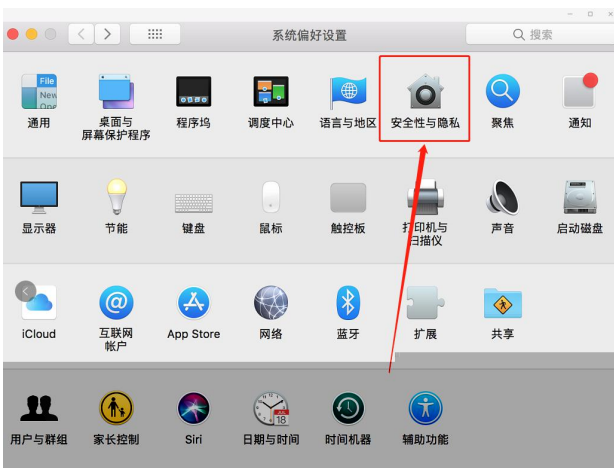 系统偏好设置
搜索
File
New
Ope
通用
桌面与
屏幕保护程序
程序坞
调度中心
语言与地区
安全性与隐私
聚焦
通知
显示器
节能
键盘
鼠标
触控板
打印机与
扫描仪
声音
启动磁盘
iCloud
互联网
帐户
App Store
网络
蓝牙
扩展
共享
用户与群组
家长控制
Siri
JUL
18
日期与时间
时间机器
辅助功能